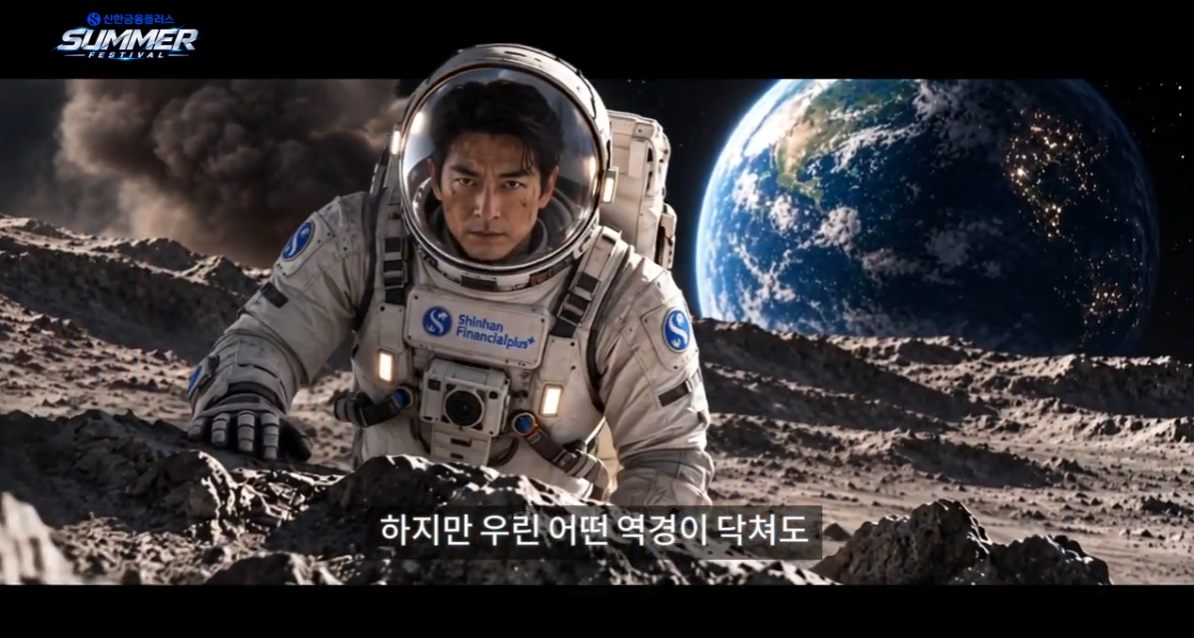 신한금융플러스
SUMMER
FESTIVAL
Shinhan
Financialplus+
하지만 우린 어떤 역경이 닥쳐도